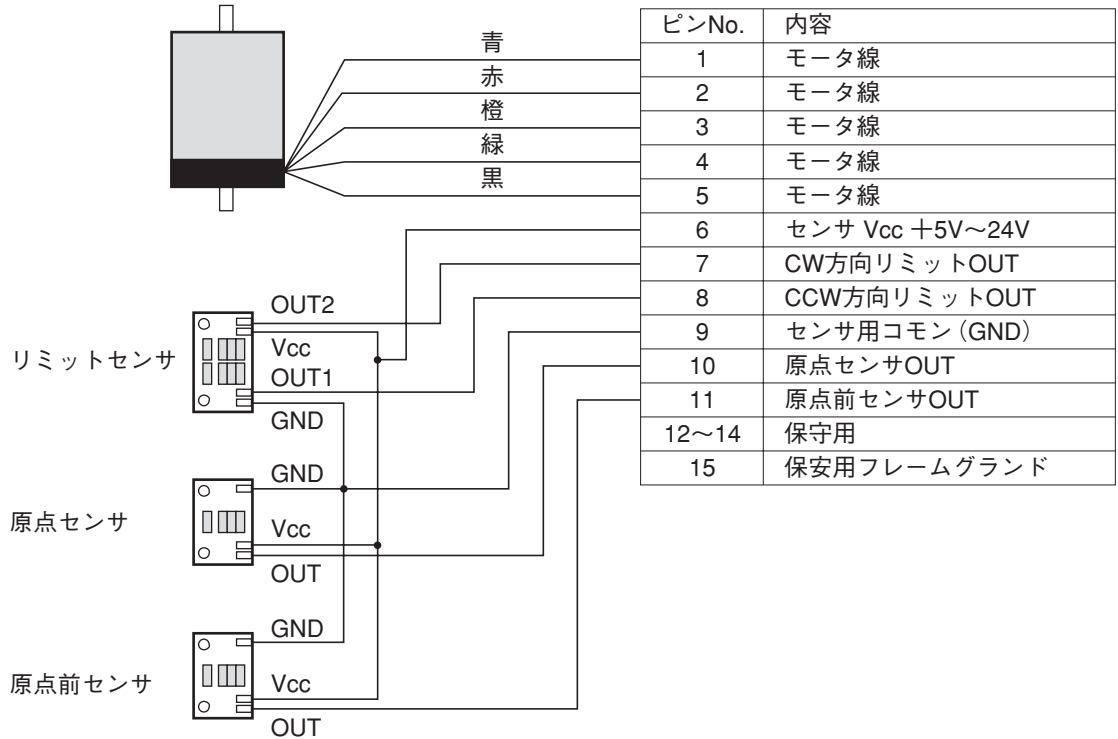 青
赤
橙
緑
黒
ピンNo. 内容
1 モータ線
2 モータ線
3 モータ線
4 モータ線
5 モータ線
6 センサ Vcc +5V〜24V
7 CW方向リミットOUT
8 CCW方向リミットOUT
9 センサ用コモン(GND)
10 原点センサOUT
11 原点前センサOUT
12〜14 保守用
15 保安用フレームグランド
リミットセンサ
OUT2
Vcc
OUT1
GND
原点センサ
GND
Vcc
OUT
原点前センサ
GND
Vcc
OUT